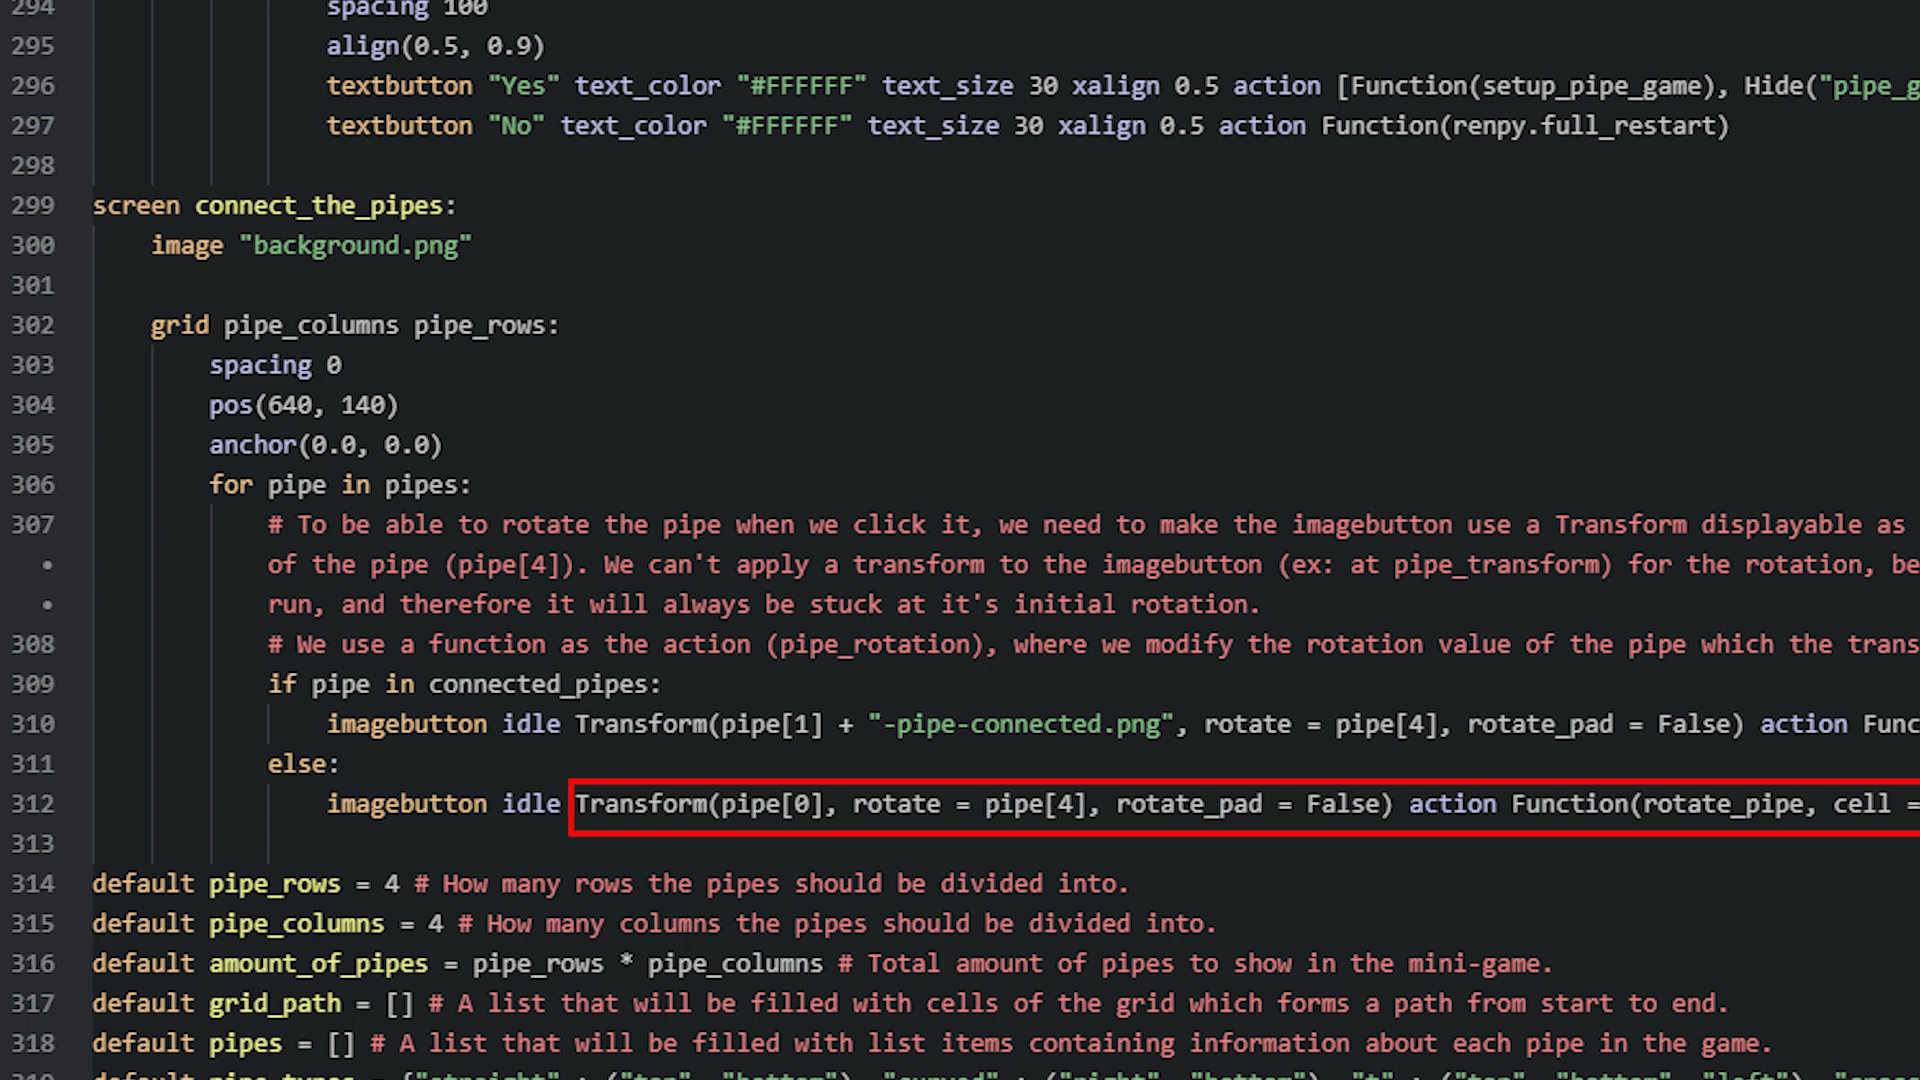 294 spacing 100
295 align(0.5, 0.9)
296 textbutton "Yes" text_color "#FFFFFF" text_size 30 xalign 0.5 action [Function(setup_pipe_game), Hide("pipe_g
297 textbutton "No" text_color "#FFFFFF" text_size 30 xalign 0.5 action Function(renpy.full_restart)
298
299 screen connect_the_pipes:
300 image "background.png"
301
302 grid pipe_columns pipe_rows:
303 spacing 0
304 pos(640, 140)
305 anchor(0.0, 0.0)
306 for pipe in pipes:
307 # To be able to rotate the pipe when we click it, we need to make the imagebutton use a Transform displayable as
• of the pipe (pipe[4]). We can't apply a transform to the imagebutton (ex: at pipe_transform) for the rotation, be
• run, and therefore it will always be stuck at it's initial rotation.
308 # We use a function as the action (pipe_rotation), where we modify the rotation value of the pipe which the trans
309 if pipe in connected_pipes:
310 imagebutton idle Transform(pipe[1] + "-pipe-connected.png", rotate = pipe[4], rotate_pad = False) action Func
311 else:
312 imagebutton idle Transform(pipe[0], rotate = pipe[4], rotate_pad = False) action Function(rotate_pipe, cell =
313
314 default pipe_rows = 4 # How many rows the pipes should be divided into.
315 default pipe_columns = 4 # How many columns the pipes should be divided into.
316 default amount_of_pipes = pipe_rows * pipe_columns # Total amount of pipes to show in the mini-game.
317 default grid_path = [] # A list that will be filled with cells of the grid which forms a path from start to end.
318 default pipes = [] # A list that will be filled with list items containing information about each pipe in the game.